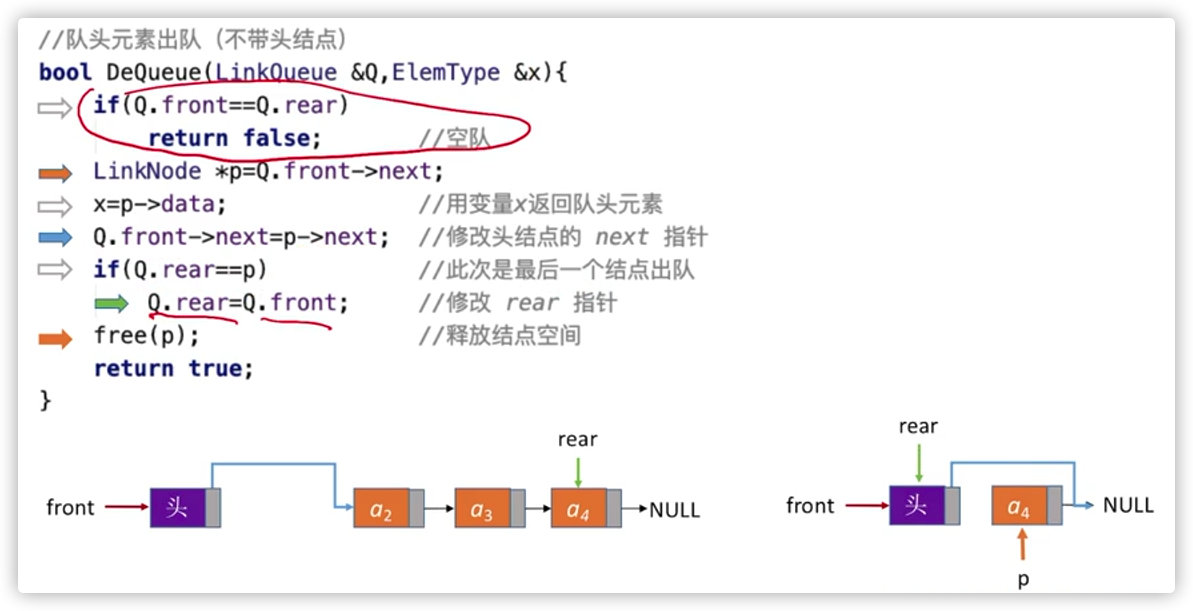 //队头元素出队（不带头结点）
bool DeQueue(LinkQueue &Q,ElemType &x){
if(Q.front==Q.rear)
return false; //空队
LinkNode *p=Q.front->next;
x=p->data; //用变量x返回队头元素
Q.front->next=p->next; //修改头结点的 next 指针
if(Q.rear==p) //此次是最后一个结点出队
Q.rear=Q.front; //修改 rear 指针
free(p); //释放结点空间
return true;
}
rear
front 头 a2 a3 a4 NULL
rear
front 头 a4 NULL
p